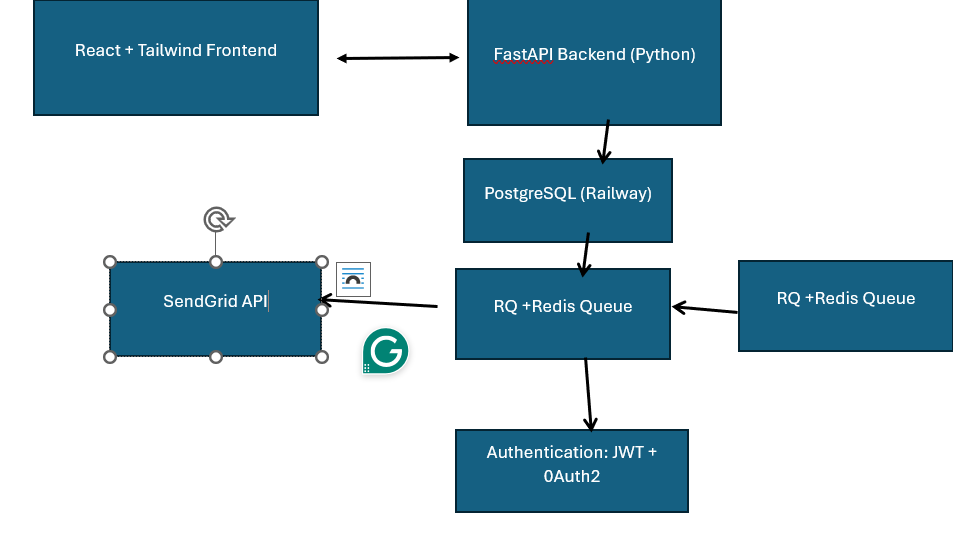 React + Tailwind Frontend
FastAPI Backend (Python)
PostgreSQL (Railway)
SendGrid API
RQ +Redis Queue
RQ +Redis Queue
Authentication: JWT +
0Auth2